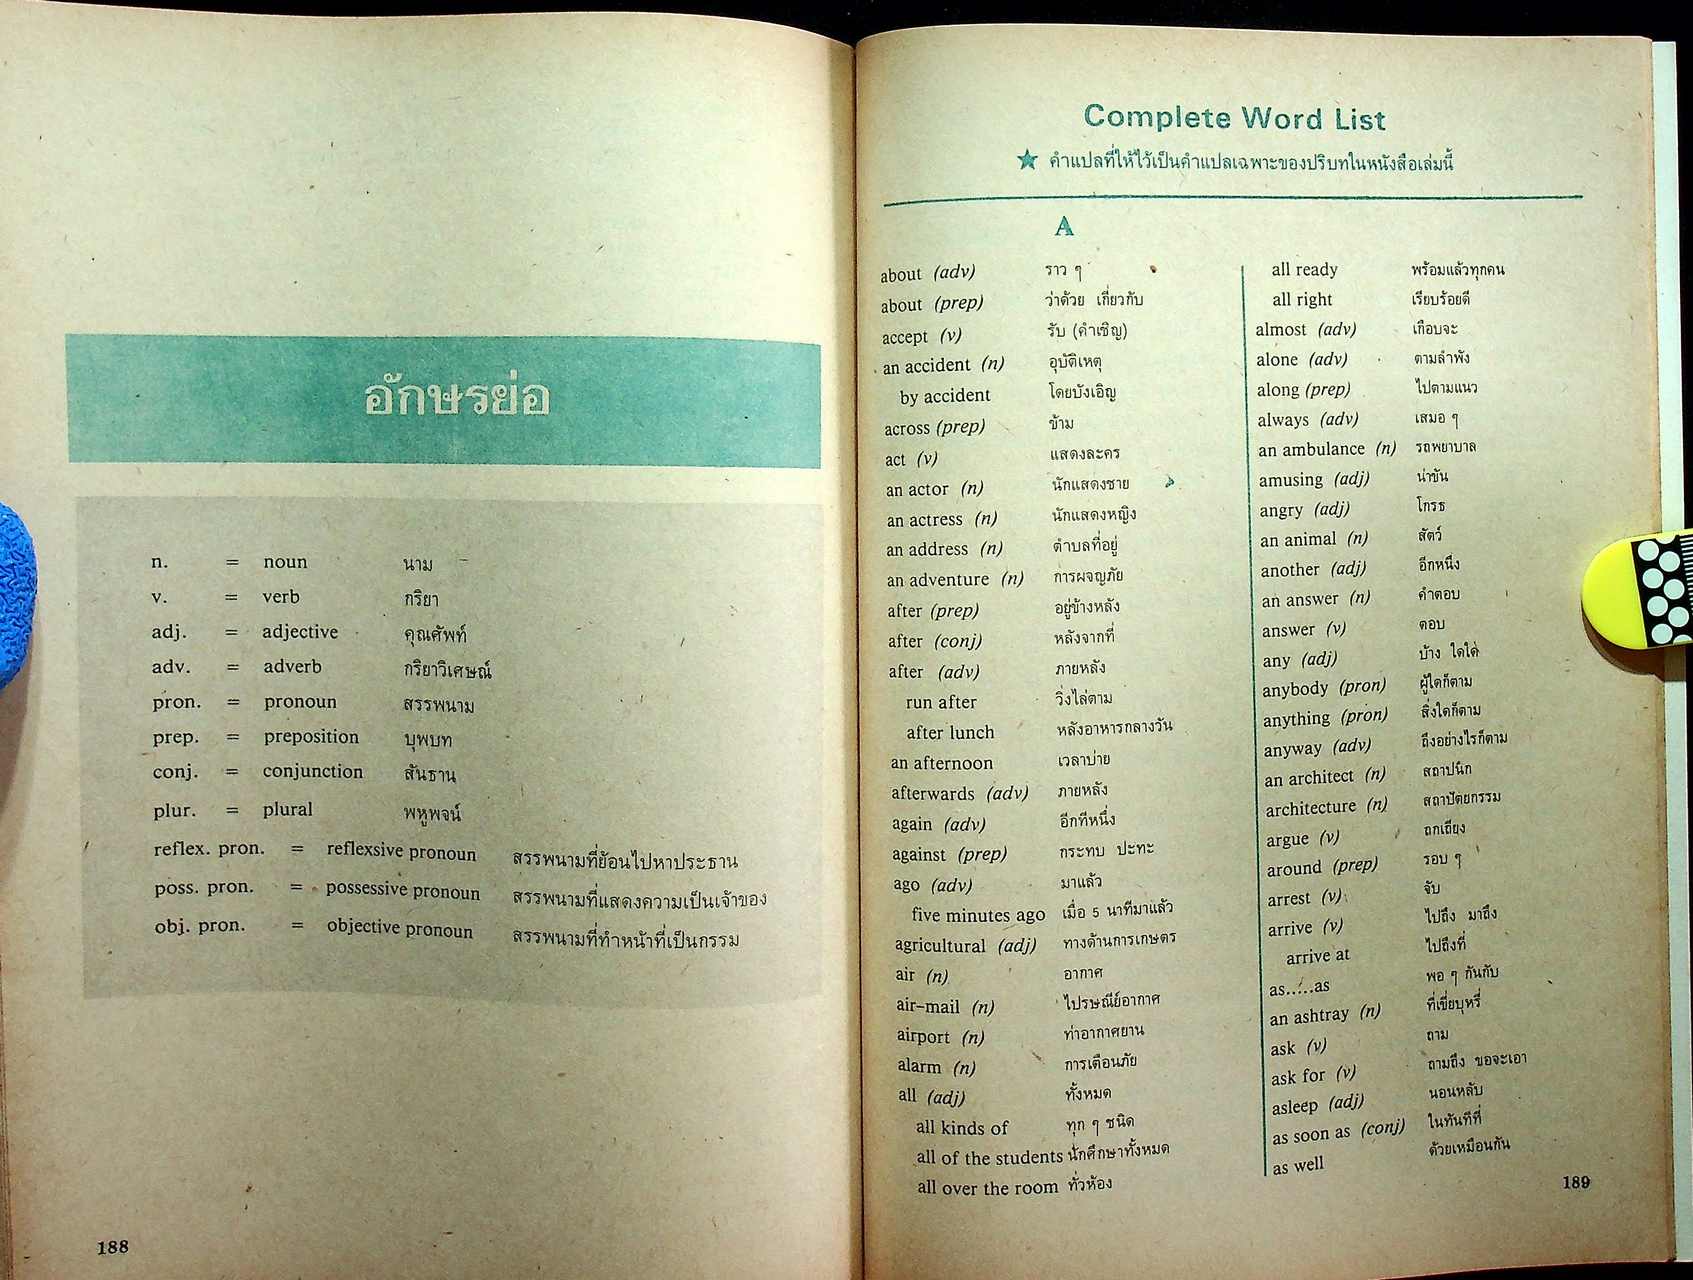 อักษรย่อ
n. = noun นาม
v. = verb กริยา
adj. = adjective คุณศัพท์
adv. = adverb กริยาวิเศษณ์
pron. = pronoun สรรพนาม
prep. = preposition บุพบท
conj. = conjunction สันธาน
plur. = plural พหูพจน์
reflex. pron. = reflexsive pronoun สรรพนามที่ย้อนไปหาประธาน
poss. pron. = possessive pronoun สรรพนามที่แสดงความเป็นเจ้าของ
obj. pron. = objective pronoun สรรพนามที่ทำหน้าที่เป็นกรรม
188
Complete Word List
★ คำแปลที่ให้ไว้เป็นคำแปลเฉพาะของปริบทในหนังสือเล่มนี้
A
about (adv) ราว ๆ
about (prep) ว่าด้วย เกี่ยวกับ
accept (v) รับ (คำเชิญ)
an accident (n) อุบัติเหตุ
by accident โดยบังเอิญ
across (prep) ข้าม
act (v) แสดงละคร
an actor (n) นักแสดงชาย
an actress (n) นักแสดงหญิง
an address (n) ตำบลที่อยู่
an adventure (n) การผจญภัย
after (prep) อยู่ข้างหลัง
after (conj) หลังจากที่
after (adv) ภายหลัง
run after วิ่งไล่ตาม
after lunch หลังอาหารกลางวัน
an afternoon เวลาบ่าย
afterwards (adv) ภายหลัง
again (adv) อีกทีหนึ่ง
against (prep) กระทบ ปะทะ
ago (adv) มาแล้ว
five minutes ago เมื่อ 5 นาทีมาแล้ว
agricultural (adj) ทางด้านการเกษตร
air (n) อากาศ
air-mail (n) ไปรษณีย์อากาศ
airport (n) ท่าอากาศยาน
alarm (n) การเตือนภัย
all (adj) ทั้งหมด
all kinds of ทุก ๆ ชนิด
all of the students นักศึกษาทั้งหมด
all over the room ทั่วห้อง
all ready พร้อมแล้วทุกคน
all right เรียบร้อยดี
almost (adv) เกือบจะ
alone (adv) ตามลำพัง
along (prep) ไปตามแนว
always (adv) เสมอ ๆ
an ambulance (n) รถพยาบาล
amusing (adj) น่าขัน
angry (adj) โกรธ
an animal (n) สัตว์
another (adj) อีกหนึ่ง
an answer (n) คำตอบ
answer (v) ตอบ
any (adj) บ้าง ใดใด่
anybody (pron) ผู้ใดก็ตาม
anything (pron) สิ่งใดก็ตาม
anyway (adv) ถึงอย่างไรก็ตาม
an architect (n) สถาปนิก
architecture (n) สถาปัตยกรรม
argue (v) ถกเถียง
around (prep) รอบ ๆ
arrest (v) จับ
arrive (v) ไปถึง มาถึง
arrive at ไปถึงที่
as.....as พอ ๆ กันกับ
an ashtray (n) ที่เขี่ยบุหรี่
ask (v) ถาม
ask for (v) ถามถึง ขอจะเอา
asleep (adj) นอนหลับ
as soon as (conj) ในทันทีที่
as well ด้วยเหมือนกัน
189